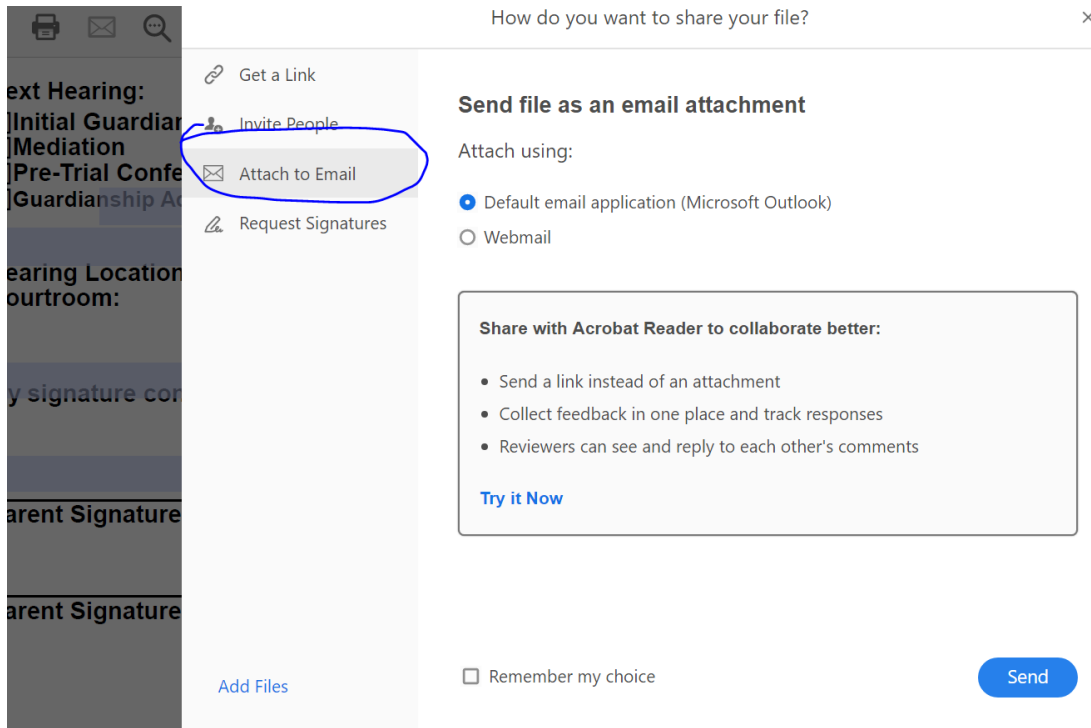 How do you want to share your file?
ext Hearing:
]Initial Guardian
]Mediation
]Pre-Trial Confe
]Guardianship Ac
earing Location
ourtroom:
y signature con
arent Signature
arent Signature
Get a Link
Invite People
Attach to Email
Request Signatures
Add Files
Send file as an email attachment
Attach using:
Default email application (Microsoft Outlook)
Webmail
Share with Acrobat Reader to collaborate better:
• Send a link instead of an attachment
• Collect feedback in one place and track responses
• Reviewers can see and reply to each other's comments
Try it Now
Remember my choice
Send